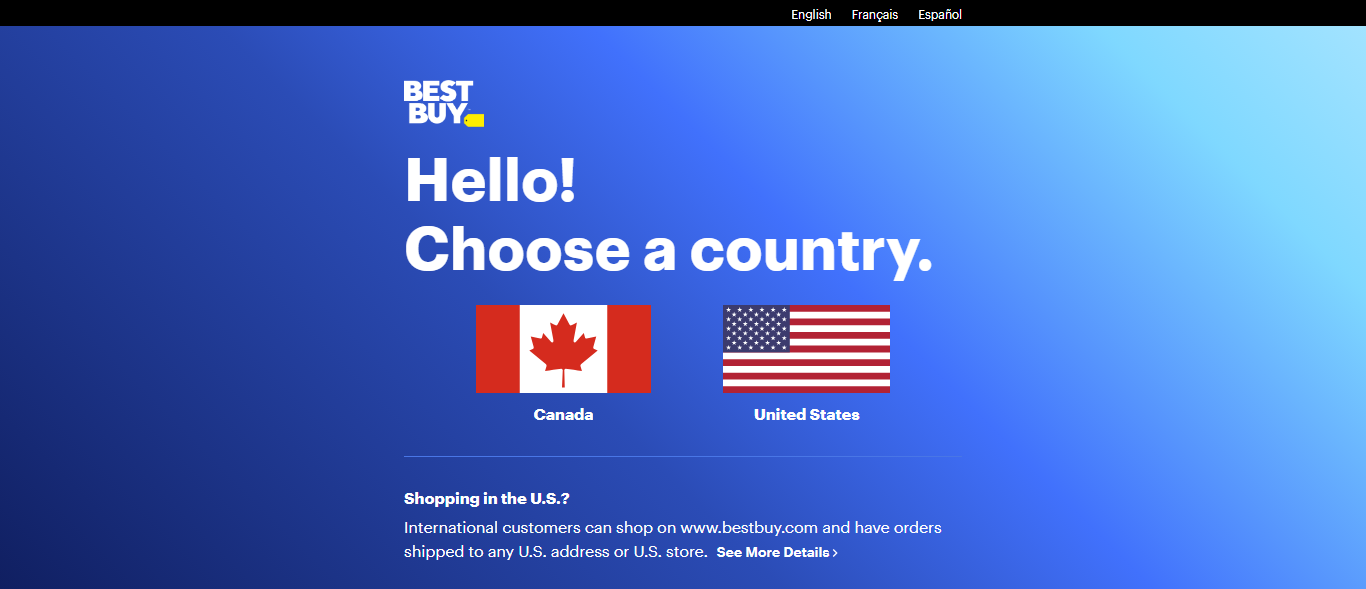 English Français Español
BEST
BUY
Hello!
Choose a country.
Canada United States
Shopping in the U.S.?
International customers can shop on www.bestbuy.com and have orders
shipped to any U.S. address or U.S. store. See More Details >